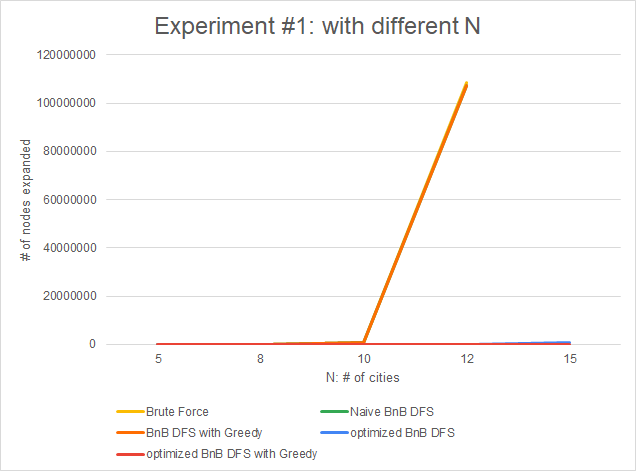 Experiment #1: with different N
120000000
100000000
80000000
60000000
40000000
20000000
0
# of nodes expanded
5 8 10 12 15
N: # of cities
Brute Force Naive BnB DFS
BnB DFS with Greedy optimized BnB DFS
optimized BnB DFS with Greedy